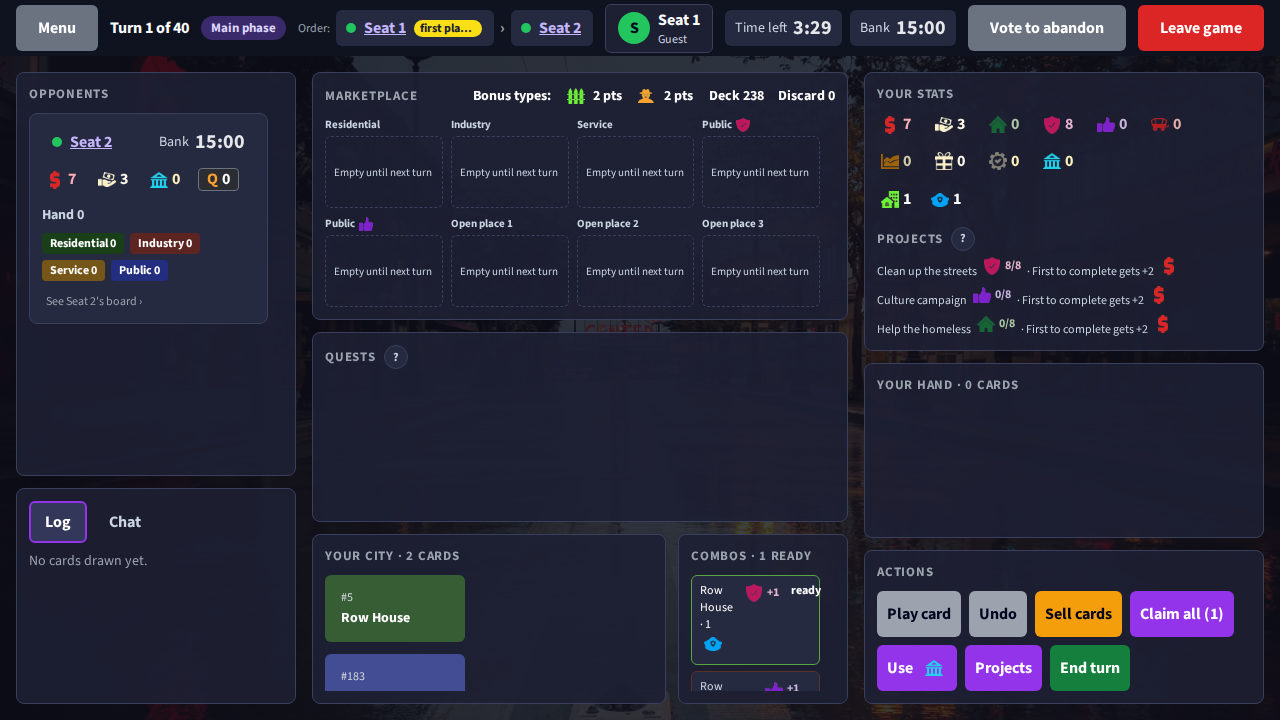 Menu
Turn 1 of 40
Main phase
Order:
Seat 1
first pla...
›
Seat 2
S
Seat 1
Guest
Time left 3:29
Bank 15:00
Vote to abandon
Leave game
OPPONENTS
Seat 2
Bank 15:00
7 3 0 Q 0
Hand 0
Residential 0
Industry 0
Service 0
Public 0
See Seat 2's board ›
Log
Chat
No cards drawn yet.
MARKETPLACE
Bonus types: 2 pts 2 pts Deck 238 Discard 0
Residential
Industry
Service
Public
Empty until next turn
Empty until next turn
Empty until next turn
Empty until next turn
Public
Open place 1
Open place 2
Open place 3
Empty until next turn
Empty until next turn
Empty until next turn
Empty until next turn
QUESTS ?
YOUR CITY · 2 CARDS
#5
Row House
#183
COMBOS · 1 READY
Row House · 1
+1
ready
Row
+1
YOUR STATS
7 3 0 8 0 0
0 0 0 0
1 1
PROJECTS ?
Clean up the streets 8/8 · First to complete gets +2
Culture campaign 0/8 · First to complete gets +2
Help the homeless 0/8 · First to complete gets +2
YOUR HAND · 0 CARDS
ACTIONS
Play card
Undo
Sell cards
Claim all (1)
Use
Projects
End turn